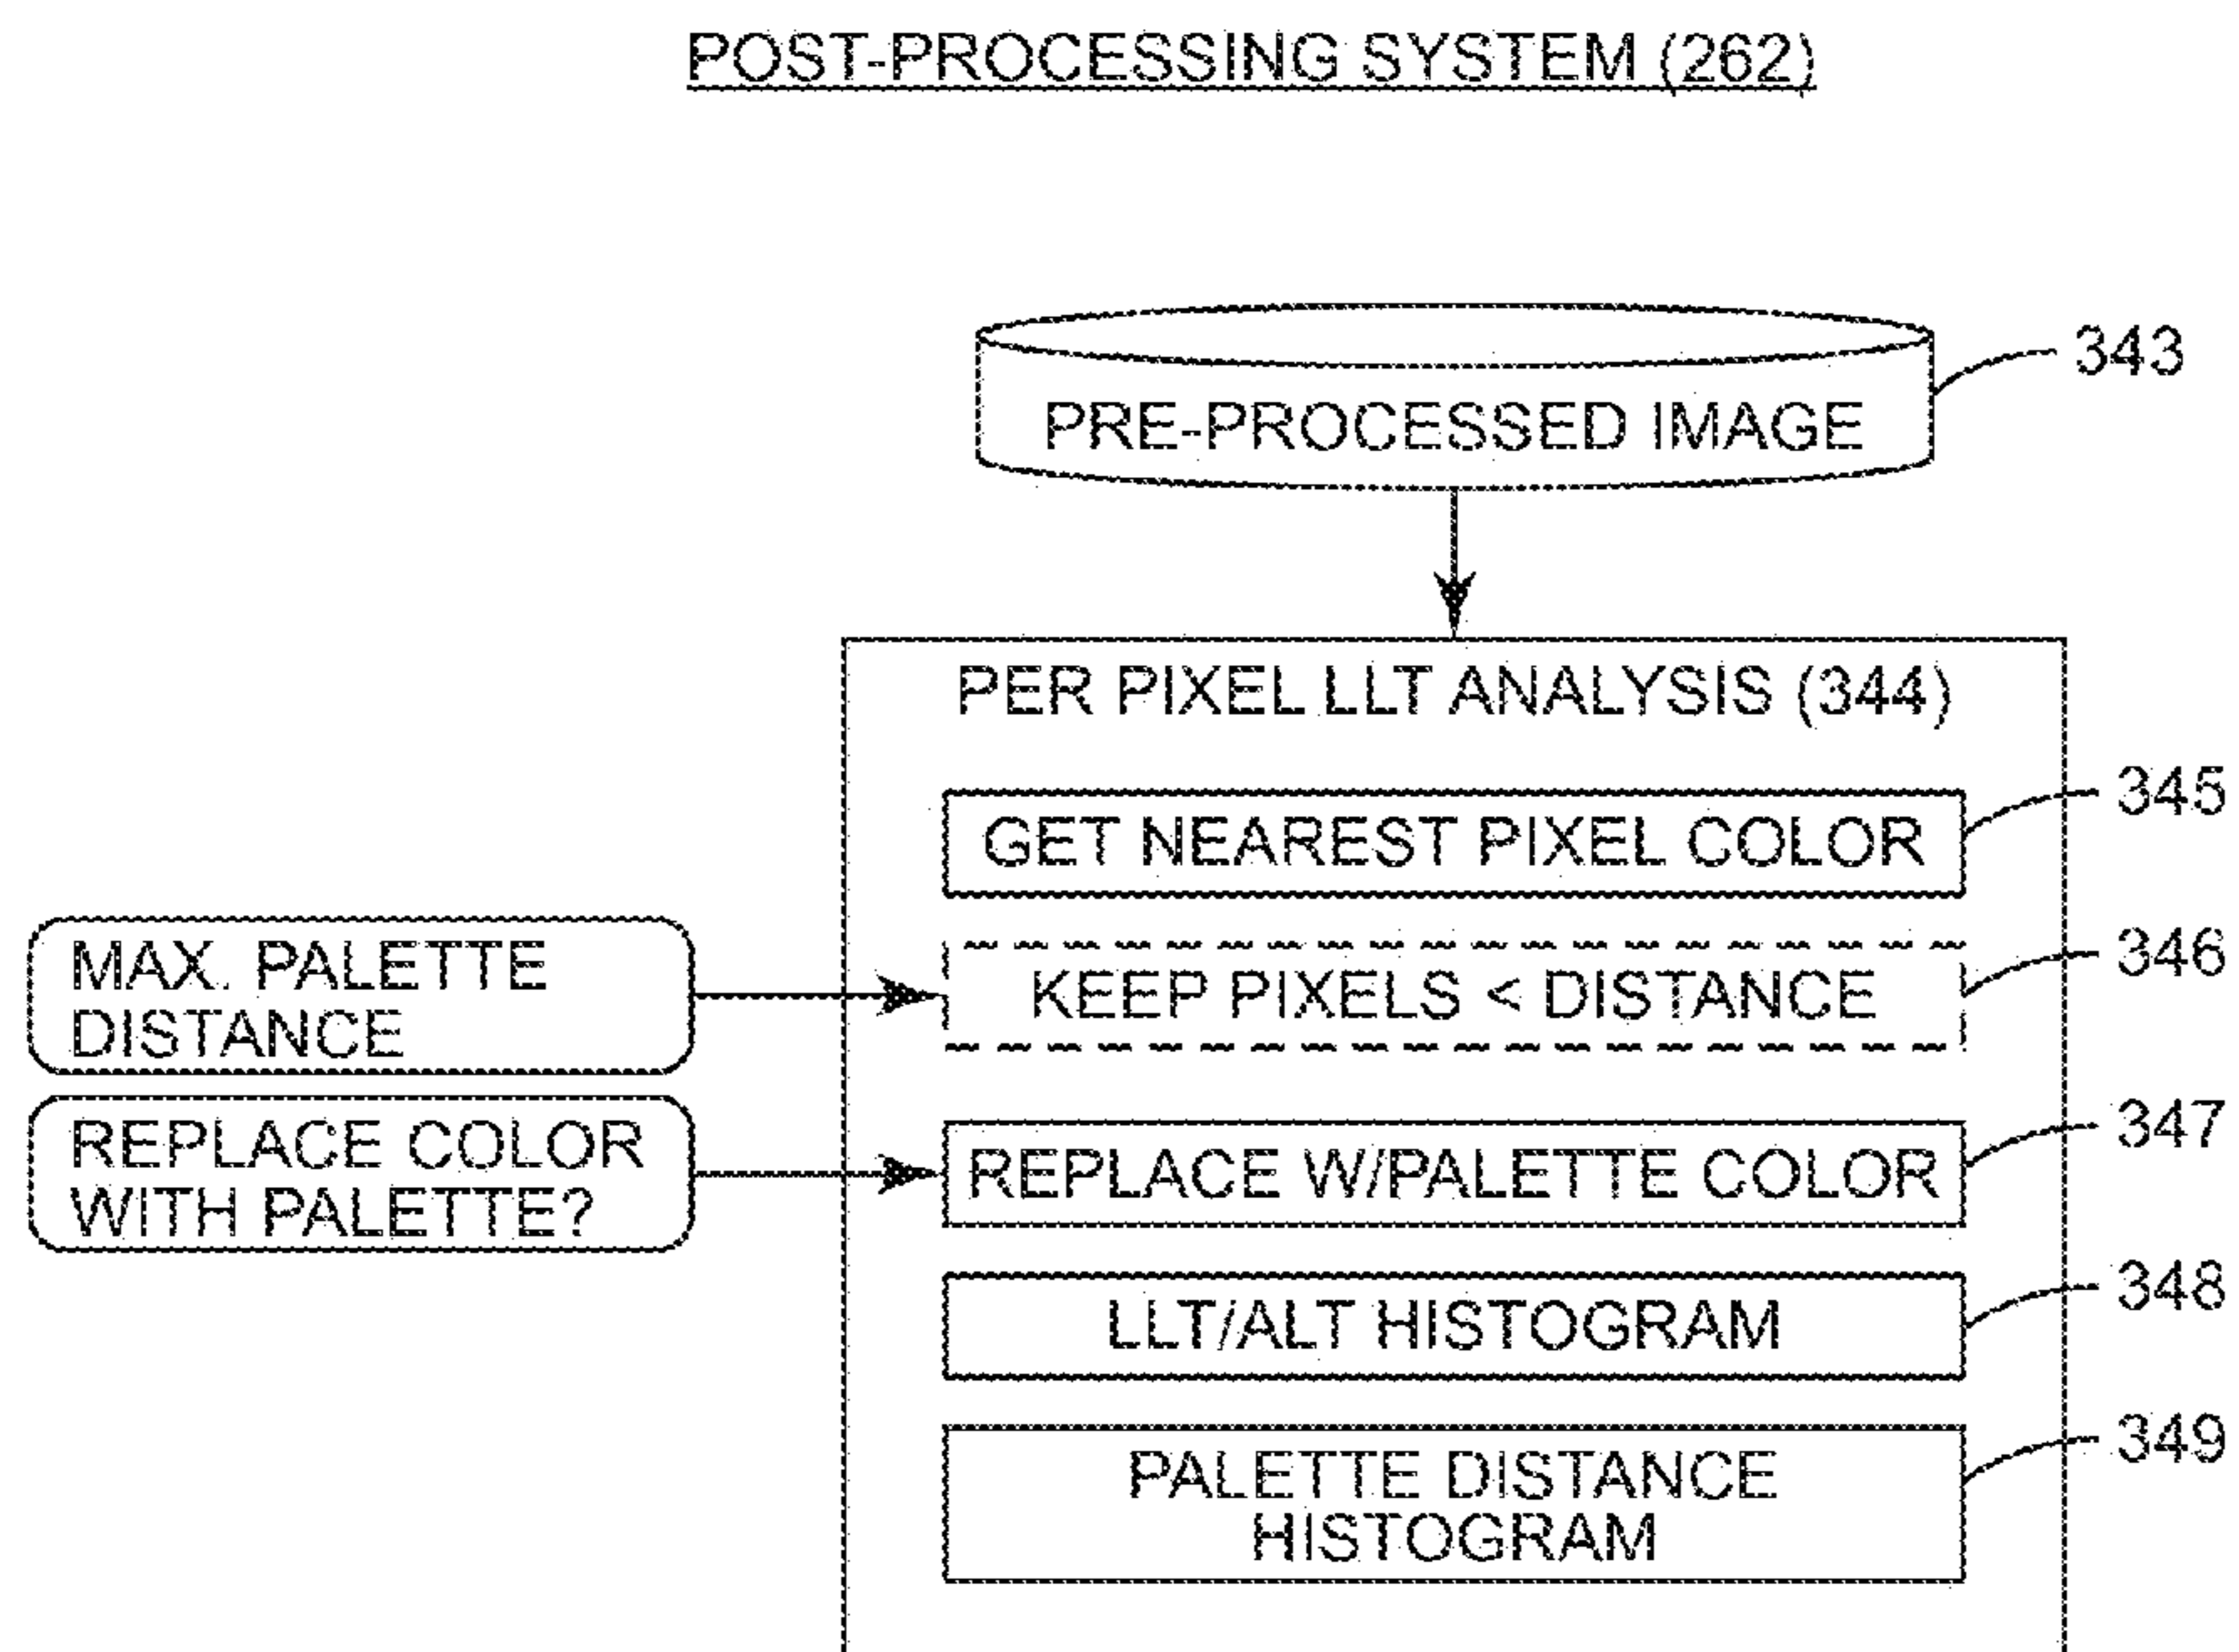 POST-PROCESSING SYSTEM (262)
343
PRE-PROCESSED IMAGE
PER PIXEL LLT ANALYSIS (344)
345
GET NEAREST PIXEL COLOR
MAX. PALETTE
DISTANCE
346
KEEP PIXELS < DISTANCE
REPLACE COLOR
WITH PALETTE?
347
REPLACE W/PALETTE COLOR
348
LLT/ALT HISTOGRAM
349
PALETTE DISTANCE
HISTOGRAM